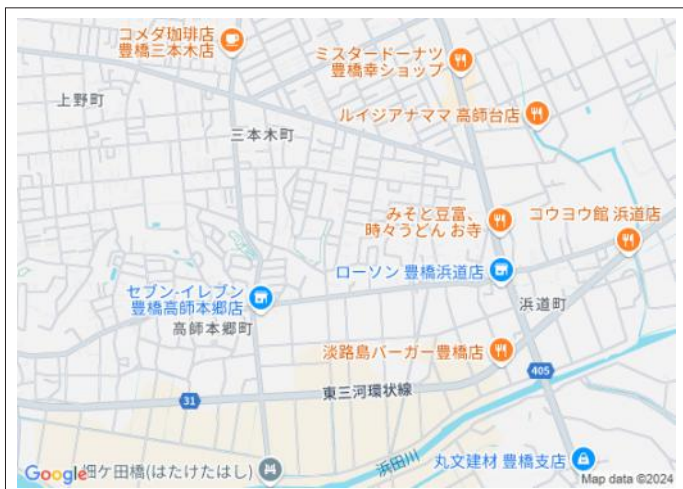 コメダ珈琲店
豊橋三本木店
ミスタードーナツ
豊橋幸ショップ
上野町
ルイジアナママ 高師台店
三本木町
みそと豆富、
時々うどん お寺
コウヨウ館 浜道店
ローソン 豊橋浜道店
セブン-イレブン
豊橋高師本郷店
浜道町
高師本郷町
淡路島バーガー豊橋店
405
東三河環状線
31
浜田川
丸文建材 豊橋支店
Google
畑ケ田橋(はたけたはし)
Map data ©2024